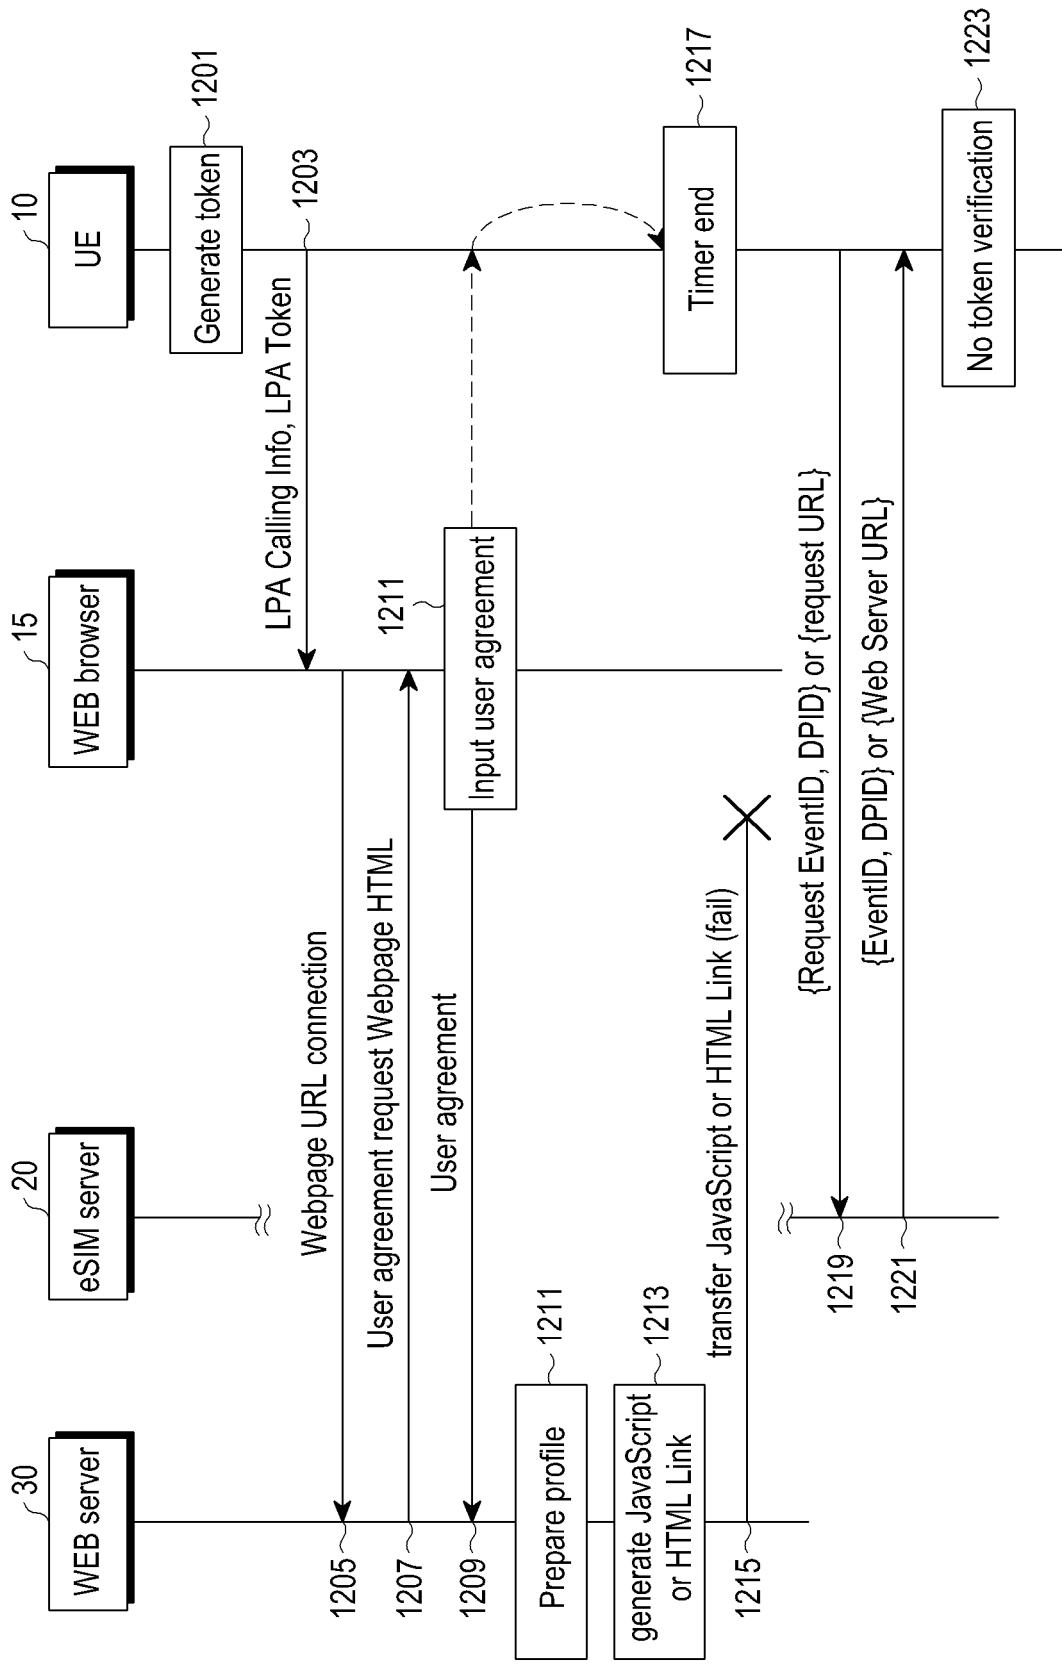 30
WEB server
20
eSIM server
15
WEB browser
10
UE
Generate token
1201
LPA Calling Info, LPA Token
1203
1205
Webpage URL connection
1207
User agreement request Webpage HTML
1209
User agreement
Input user agreement
1211
Prepare profile
1211
generate JavaScript
or HTML Link
1213
Timer end
1217
1215
transfer JavaScript or HTML Link (fail)
1219
{Request EventID, DPID} or {request URL}
1221
{EventID, DPID} or {Web Server URL}
No token verification
1223